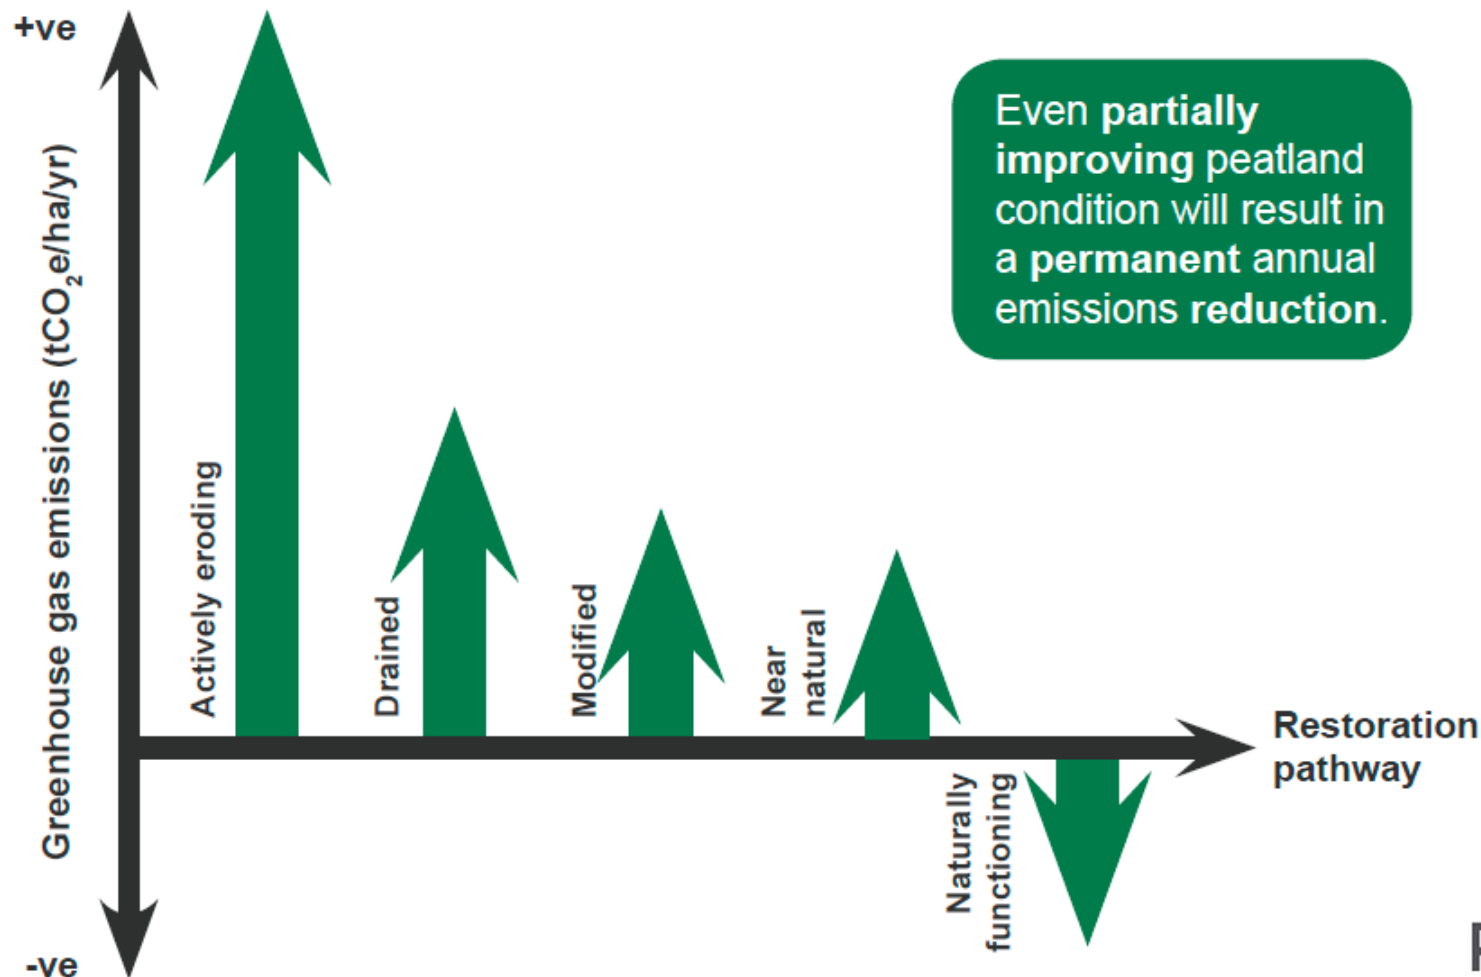 +ve
Greenhouse gas emissions (tCO₂e/ha/yr)
-ve
Actively eroding
Drained
Modified
Near
natural
Naturally
functioning
Restoration
pathway
Even partially
improving peatland
condition will result in
a permanent annual
emissions reduction.